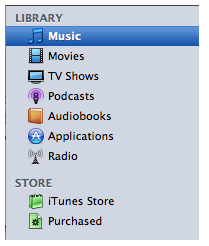 LIBRARY
Music
Movies
TV Shows
Podcasts
Audiobooks
Applications
Radio
STORE
iTunes Store
Purchased